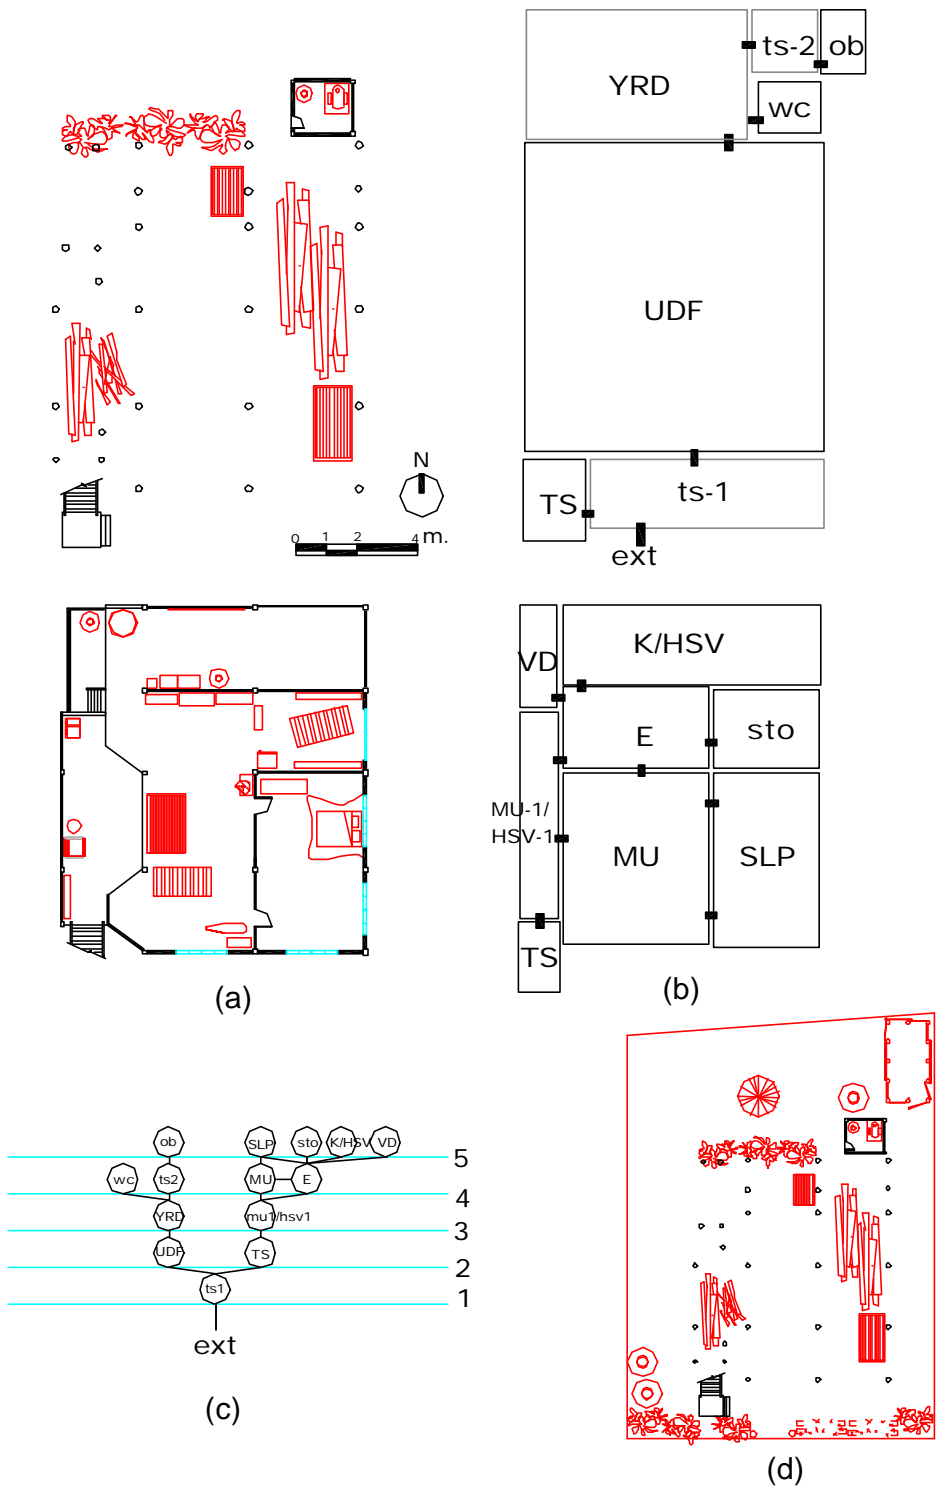 YRD
ts-2
ob
wc
UDF
N
0 1 2 4 m.
TS
ts-1
ext
VD
K/HSV
E
sto
MU-1/
HSV-1
MU
SLP
TS
(a)
(b)
ob
SLP
sto
K/HSV
VD
5
wc
ts2
MU
E
4
YRD
mu1/hsv1
3
UDF
TS
2
ts1
1
ext
(c)
(d)